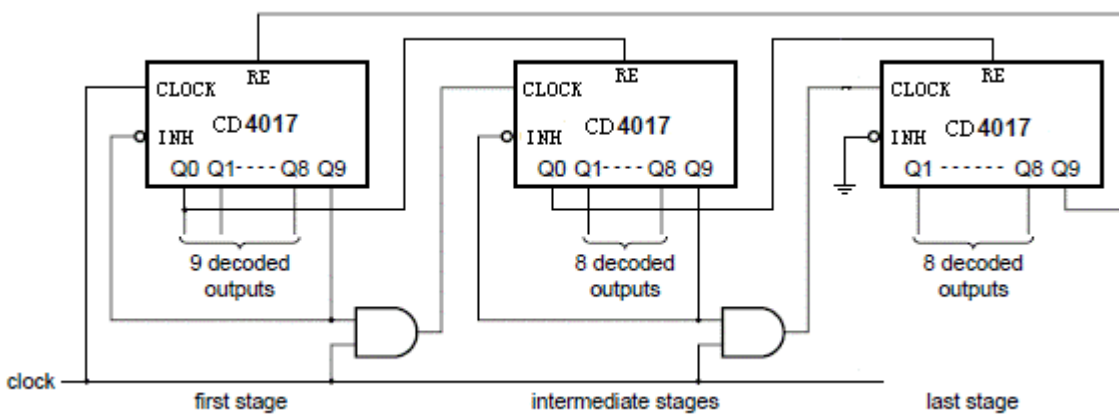 RE RE RE
CLOCK CLOCK CLOCK
CD4017 CD4017 CD4017
INH INH INH
Q0 Q1 ---- Q8 Q9 Q0 Q1 ---- Q8 Q9 Q1 ------ Q8 Q9
9 decoded 8 decoded 8 decoded
outputs outputs outputs
clock
first stage intermediate stages last stage